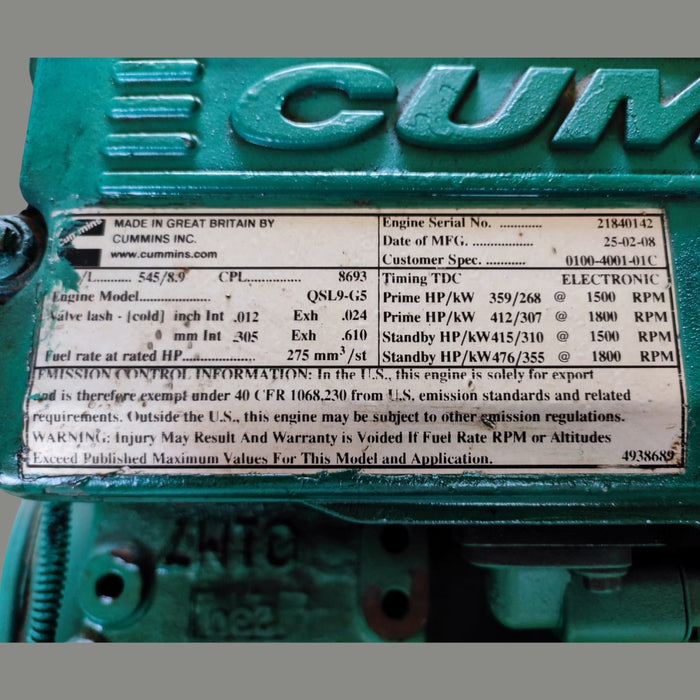 CUM
cummins
MADE IN GREAT BRITAIN BY
CUMMINS INC.
www.cummins.com
Engine Serial No. ............ 21840142
Date of MFG. ................. 25-02-08
Customer Spec. ........... 0100-4001-01C
/L......... 545/8.9 CPL.............. 8693
Timing TDC ELECTRONIC
Engine Model.................. QSL9-G5
Prime HP/kW 359/268 @ 1500 RPM
Valve lash - [cold] inch Int .012 Exh .024
Prime HP/kW 412/307 @ 1800 RPM
0 mm Int .305 Exh .610
Standby HP/kW415/310 @ 1500 RPM
Fuel rate at rated HP.................. 275 mm³/st
Standby HP/kW476/355 @ 1800 RPM
EMISSION CONTROL INFORMATION: In the U.S., this engine is solely for export
and is therefore exempt under 40 CFR 1068,230 from U.S. emission standards and related
requirements. Outside the U.S., this engine may be subject to other emission regulations.
WARNING: Injury May Result And Warranty is Voided If Fuel Rate RPM or Altitudes
Exceed Published Maximum Values For This Model and Application. 4938689